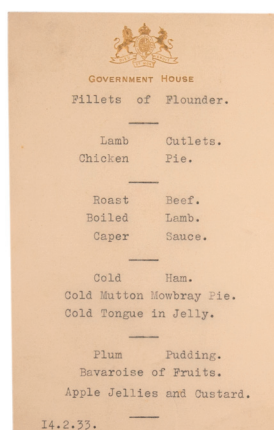 GOVERNMENT HOUSE
Fillets of Flounder.
Lamb Cutlets.
Chicken Pie.
Roast Beef.
Boiled Lamb.
Caper Sauce.
Cold Ham.
Cold Mutton Mowbray Pie.
Cold Tongue in Jelly.
Plum Pudding.
Bavaroise of Fruits.
Apple Jellies and Custard.
I4.2.33.